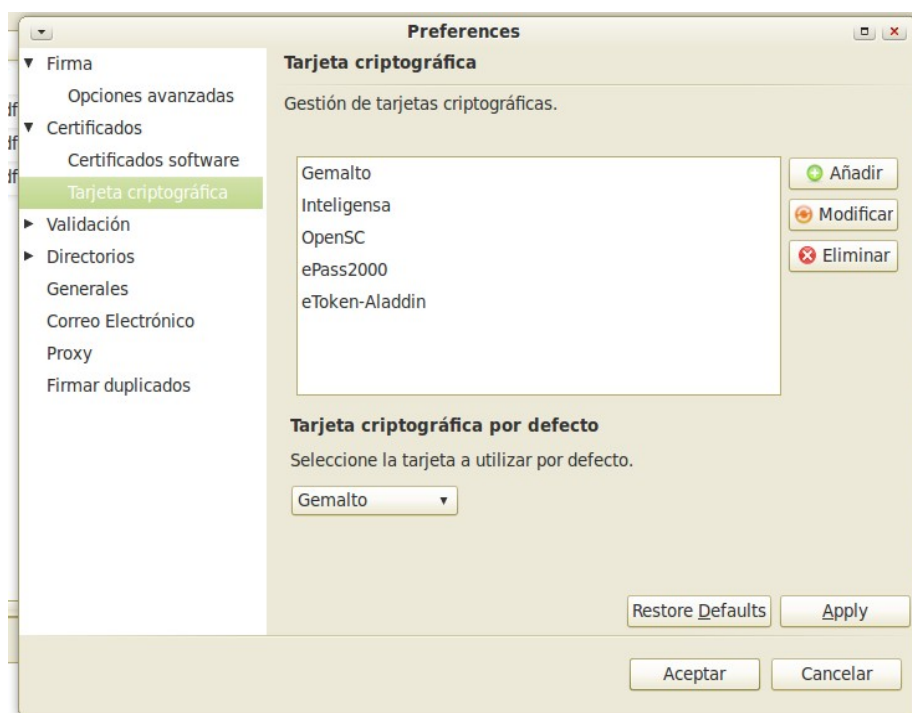 Preferences
Firma
Opciones avanzadas
Certificados
Certificados software
Tarjeta criptográfica
Validación
Directorios
Generales
Correo Electrónico
Proxy
Firmar duplicados
Tarjeta criptográfica
Gestión de tarjetas criptográficas.
Gemalto
Inteligensa
OpenSC
ePass2000
eToken-Aladdin
Añadir
Modificar
Eliminar
Tarjeta criptográfica por defecto
Seleccione la tarjeta a utilizar por defecto.
Gemalto
Restore Defaults
Apply
Aceptar
Cancelar